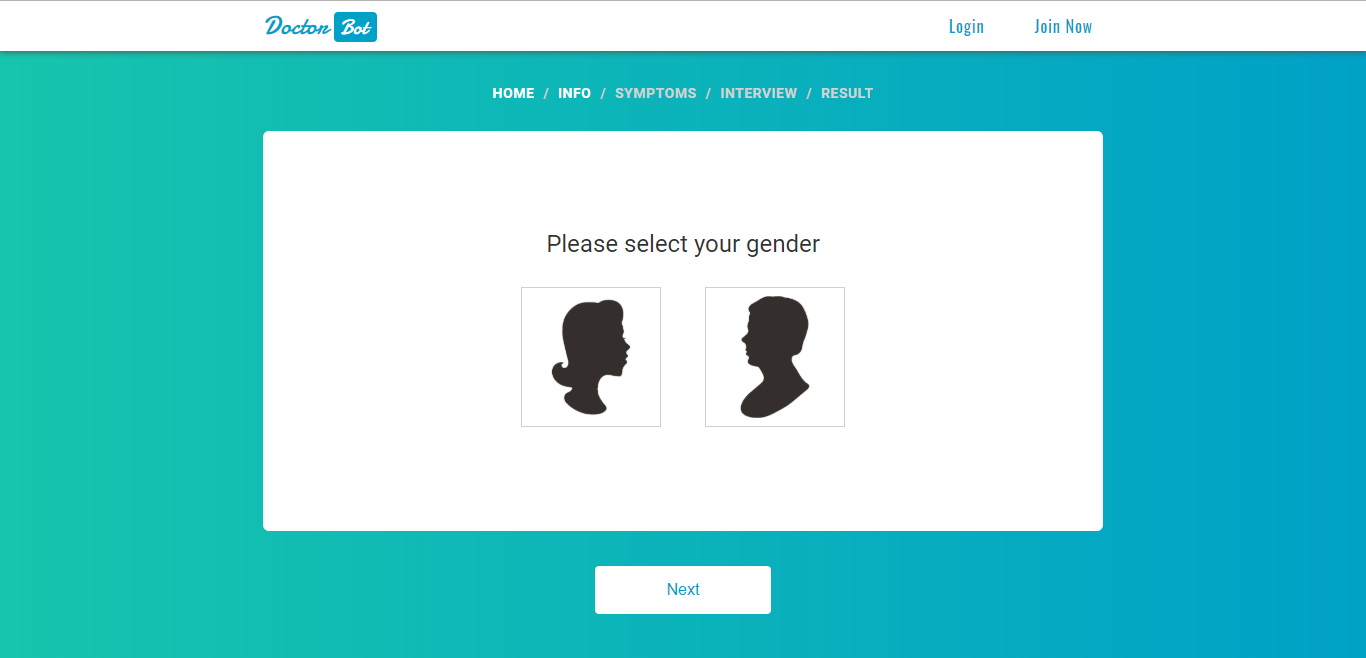 Doctor Bot
Login Join Now
HOME / INFO / SYMPTOMS / INTERVIEW / RESULT
Please select your gender
Next